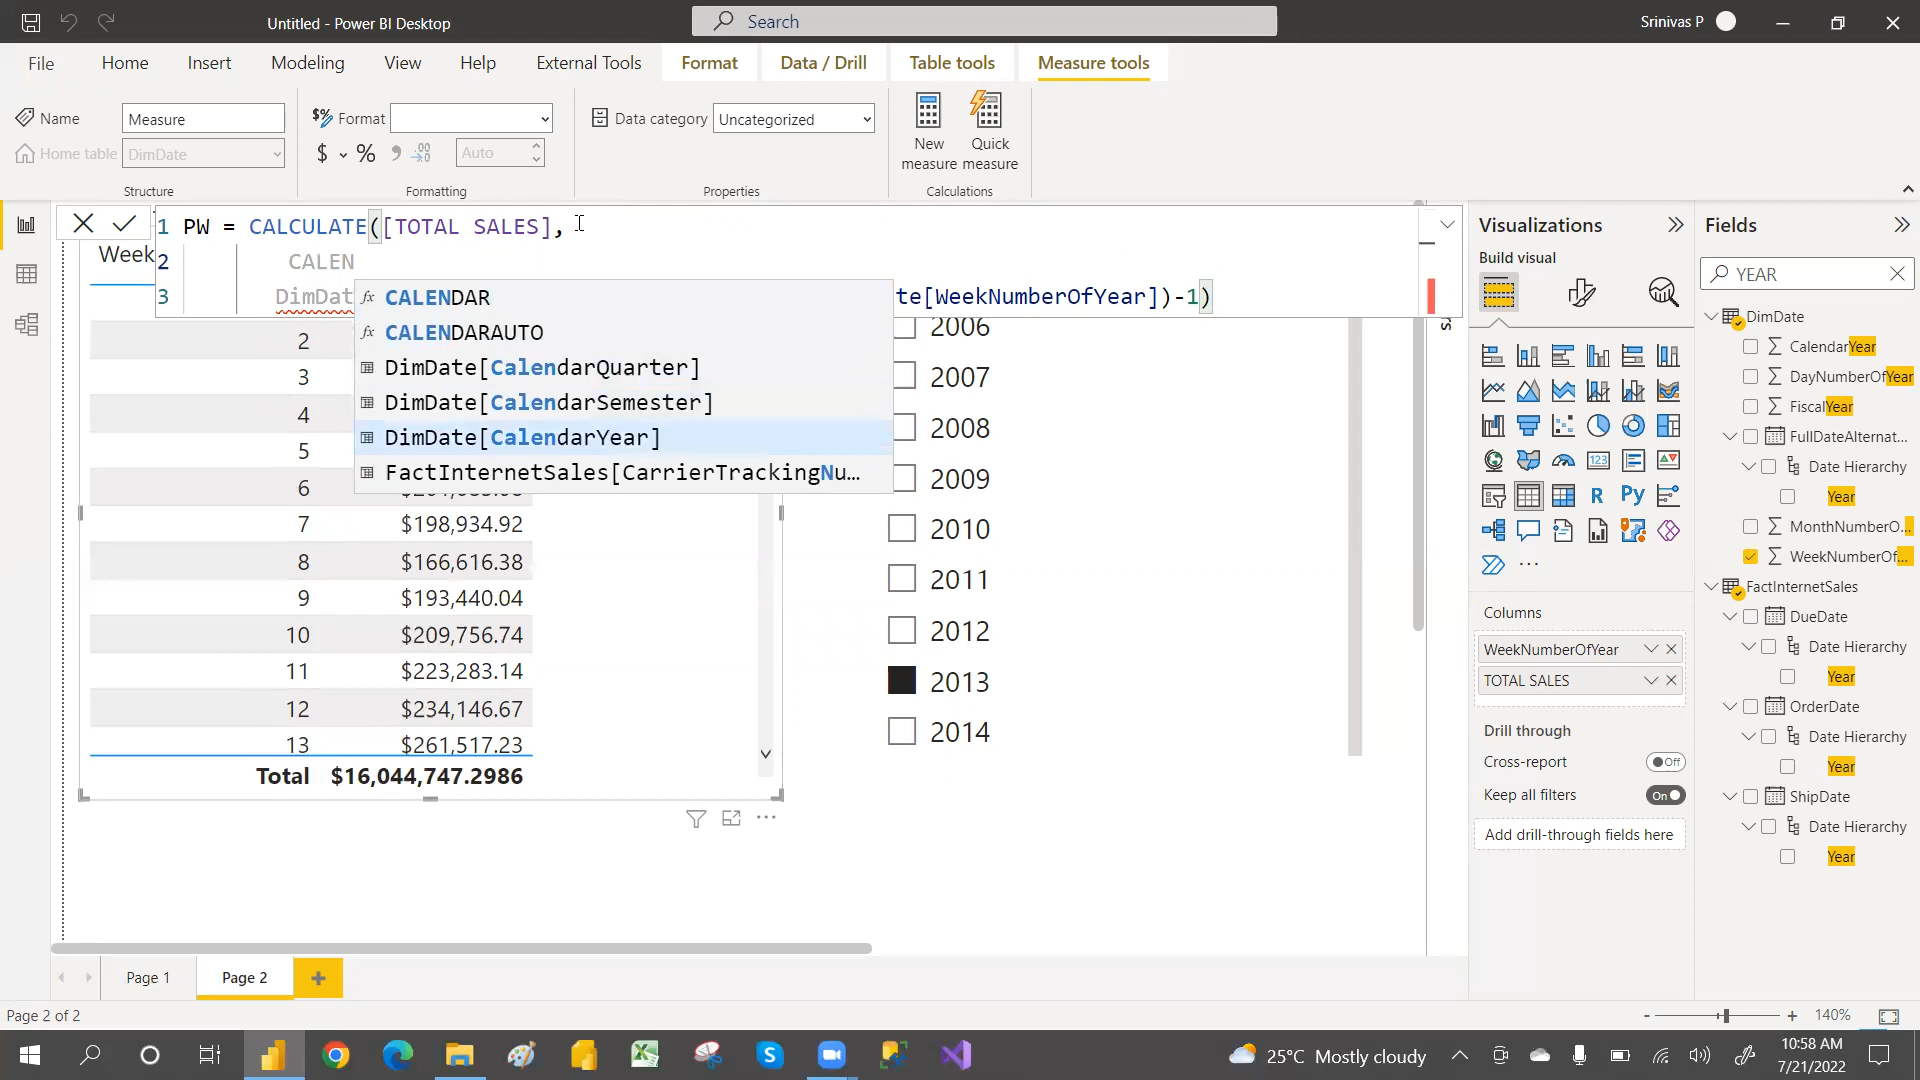 Untitled - Power BI Desktop
Search
Srinivas P
File
Home
Insert
Modeling
View
Help
External Tools
Format
Data / Drill
Table tools
Measure tools
Name
Measure
Format
Data category
Uncategorized
New
measure
Quick
measure
Home table
DimDate
$
%
Auto
Structure
Formatting
Properties
Calculations
1 PW = CALCULATE([TOTAL SALES],
2 CALEN
3 DimDat te[WeekNumberOfYear])-1)
Week
CALENDAR
CALENDARAUTO
DimDate[CalendarQuarter]
DimDate[CalendarSemester]
DimDate[CalendarYear]
FactInternetSales[CarrierTrackingNu...
2
3
4
5
6
7 $198,934.92
8 $166,616.38
9 $193,440.04
10 $209,756.74
11 $223,283.14
12 $234,146.67
13 $261,517.23
Total $16,044,747.2986
2006
2007
2008
2009
2010
2011
2012
2013
2014
Visualizations
Build visual
R
Py
123
Columns
WeekNumberOfYear
TOTAL SALES
Drill through
Cross-report
Off
Keep all filters
On
Add drill-through fields here
Fields
YEAR
DimDate
CalendarYear
DayNumberOfYear
FiscalYear
FullDateAlternat...
Date Hierarchy
Year
MonthNumberO...
WeekNumberOf...
FactInternetSales
DueDate
Date Hierarchy
Year
OrderDate
Date Hierarchy
Year
ShipDate
Date Hierarchy
Year
Page 1
Page 2
Page 2 of 2
140%
25°C Mostly cloudy
10:58 AM
7/21/2022